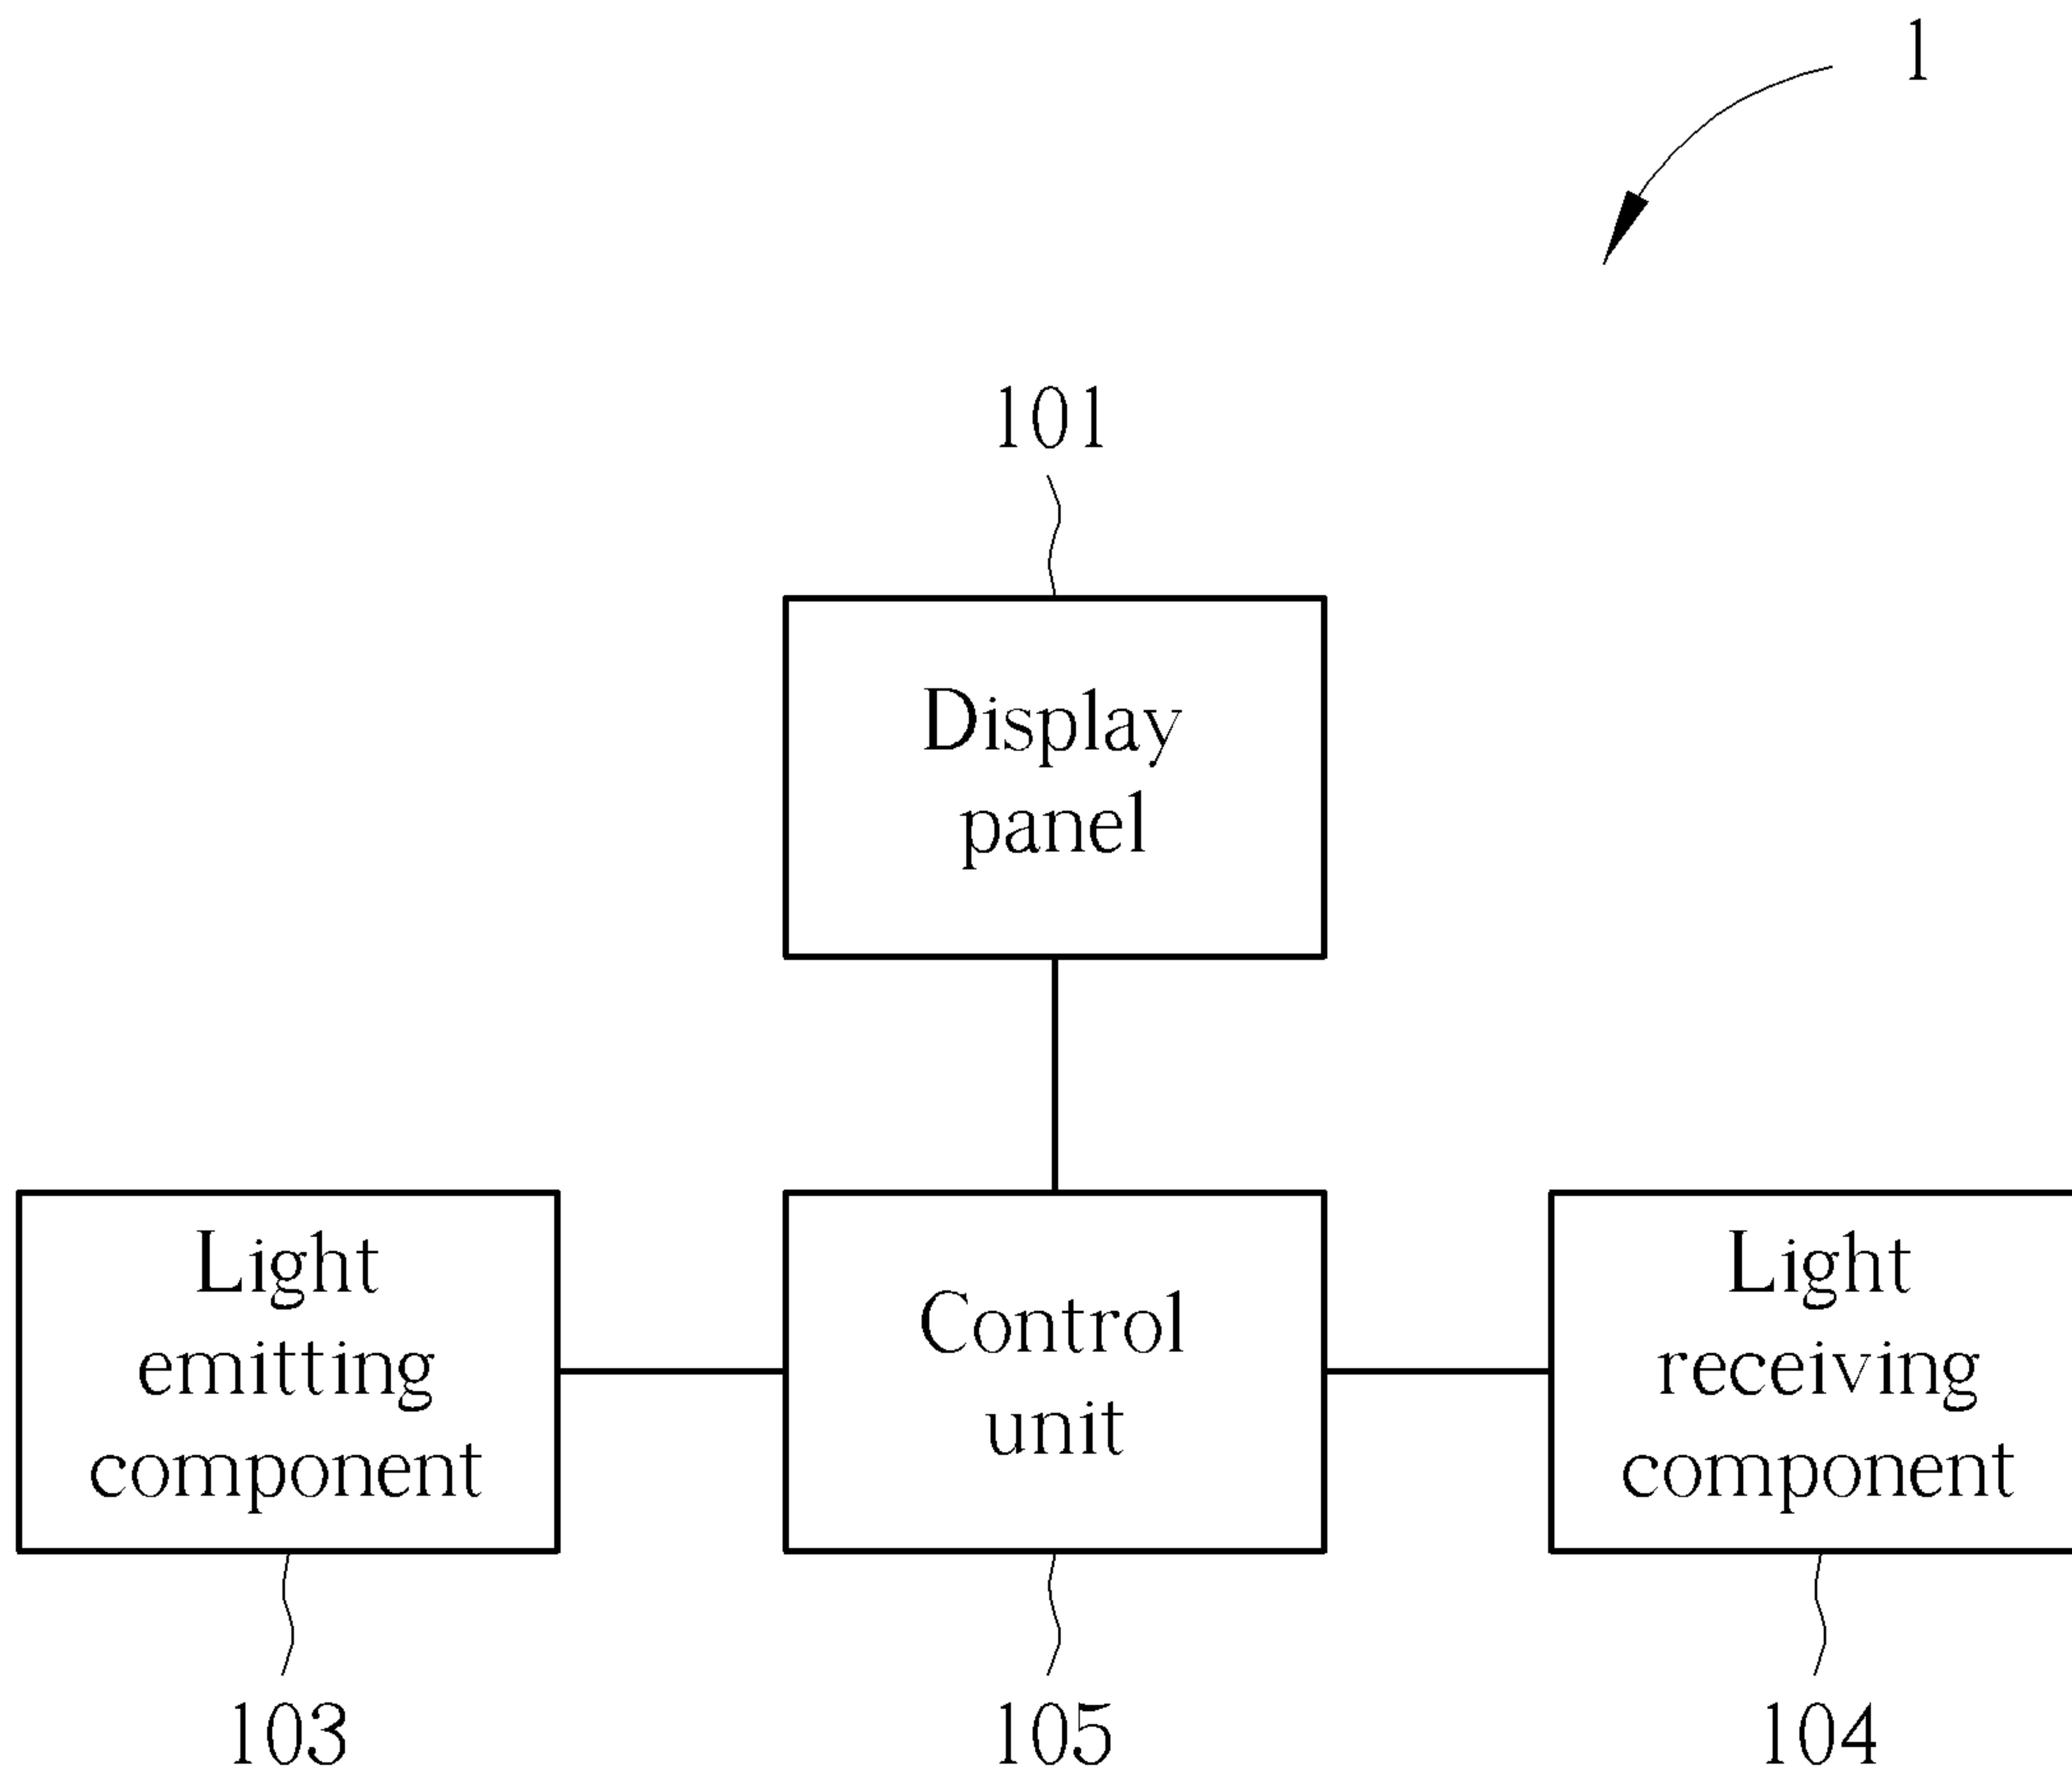 1
101
Display
panel
Light
emitting
component
Control
unit
Light
receiving
component
103
105
104